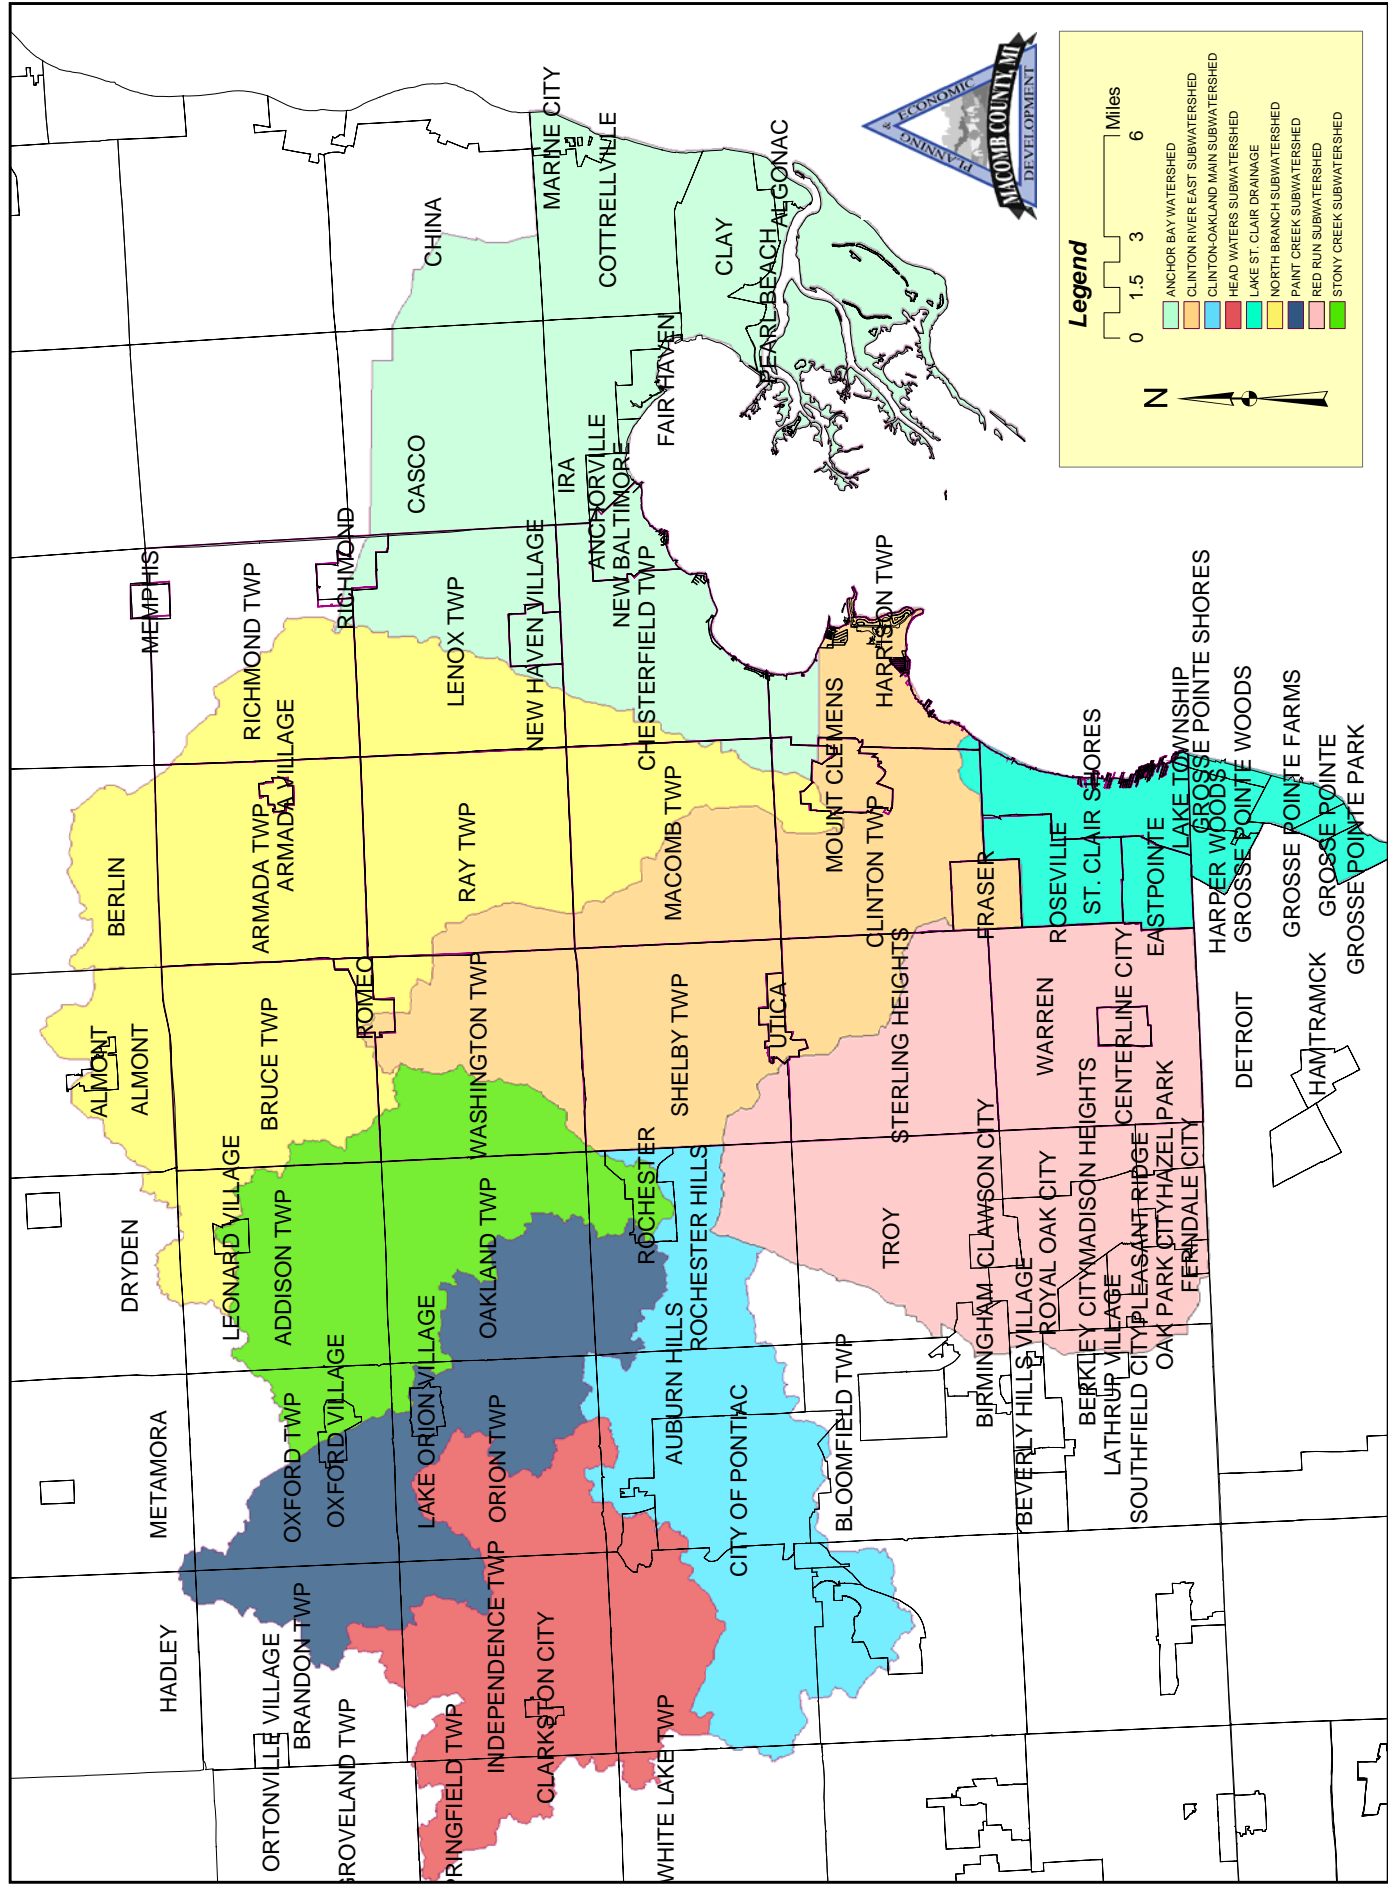 MEMPHIS
BERLIN
ALMONT
ALMONT
DRYDEN
METAMORA
HADLEY
RICHMOND TWP
RICHMOND
ARMADA VILLAGE
ARMADA TWP
BRUCE TWP
ROMEO
LEONARD VILLAGE
ADDISON TWP
OXFORD TWP
OXFORD VILLAGE
ORTONVILLE VILLAGE
BRANDON TWP
GROVELAND TWP
CHINA
CASCO
LENOX TWP
NEW HAVEN VILLAGE
RAY TWP
WASHINGTON TWP
OAKLAND TWP
LAKE ORION VILLAGE
ORION TWP
INDEPENDENCE TWP
CLARKSTON CITY
PRINGFIELD TWP
MARINE CITY
COTTRELLVILLE
CLAY
ALGONAC
PEARL BEACH
FAIR HAVEN
IRA
ANCHORVILLE
NEW BALTIMORE
CHESTERFIELD TWP
MACOMB TWP
SHELBY TWP
UTICA
ROCHESTER
ROCHESTER HILLS
AUBURN HILLS
CITY OF PONTIAC
WHITE LAKE TWP
HARRISON TWP
MOUNT CLEMENS
CLINTON TWP
FRASER
STERLING HEIGHTS
TROY
BLOOMFIELD TWP
BIRMINGHAM
CLAWSON CITY
BEVERLY HILLS VILLAGE
ROYAL OAK CITY
ST. CLAIR SHORES
ROSEVILLE
EASTPOINTE
WARREN
CENTERLINE CITY
MADISON HEIGHTS
BERKLEY CITY
LATHRUP VILLAGE
SOUTHFIELD CITY
PLEASANT RIDGE
HAZEL PARK
OAK PARK CITY
FERNDALE CITY
LAKE TOWNSHIP
GROSSE POINTE SHORES
HARPER WOODS
GROSSE POINTE WOODS
GROSSE POINTE FARMS
GROSSE POINTE
GROSSE POINTE PARK
DETROIT
HAMTRAMCK
PLANNING & ECONOMIC
MACOMB COUNTY, MI
DEVELOPMENT
Legend
0 1.5 3 6
Miles
N
ANCHOR BAY WATERSHED
CLINTON RIVER EAST SUBWATERSHED
CLINTON-OAKLAND MAIN SUBWATERSHED
HEAD WATERS SUBWATERSHED
LAKE ST. CLAIR DRAINAGE
NORTH BRANCH SUBWATERSHED
PAINT CREEK SUBWATERSHED
RED RUN SUBWATERSHED
STONY CREEK SUBWATERSHED